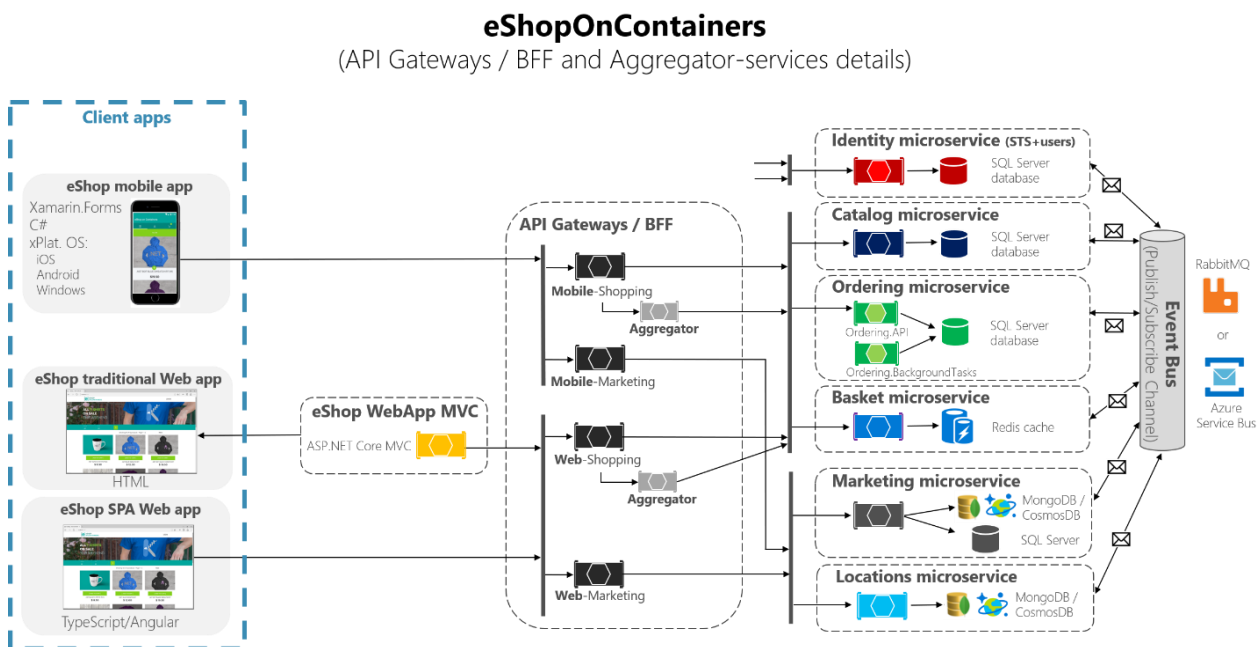 eShopOnContainers
(API Gateways / BFF and Aggregator-services details)
Client apps
eShop mobile app
Xamarin.Forms
C#
xPlat. OS:
iOS
Android
Windows
eShop traditional Web app
HTML
eShop SPA Web app
TypeScript/Angular
eShop WebApp MVC
ASP.NET Core MVC
API Gateways / BFF
Mobile-Shopping
Aggregator
Mobile-Marketing
Web-Shopping
Aggregator
Web-Marketing
Identity microservice (STS+users)
SQL Server
database
Catalog microservice
SQL Server
database
Ordering microservice
Ordering.API
SQL Server
database
Ordering.BackgroundTasks
Basket microservice
Redis cache
Marketing microservice
MongoDB /
CosmosDB
SQL Server
Locations microservice
MongoDB /
CosmosDB
Event Bus
(Publish/Subscribe Channel)
RabbitMQ
or
Azure
Service Bus